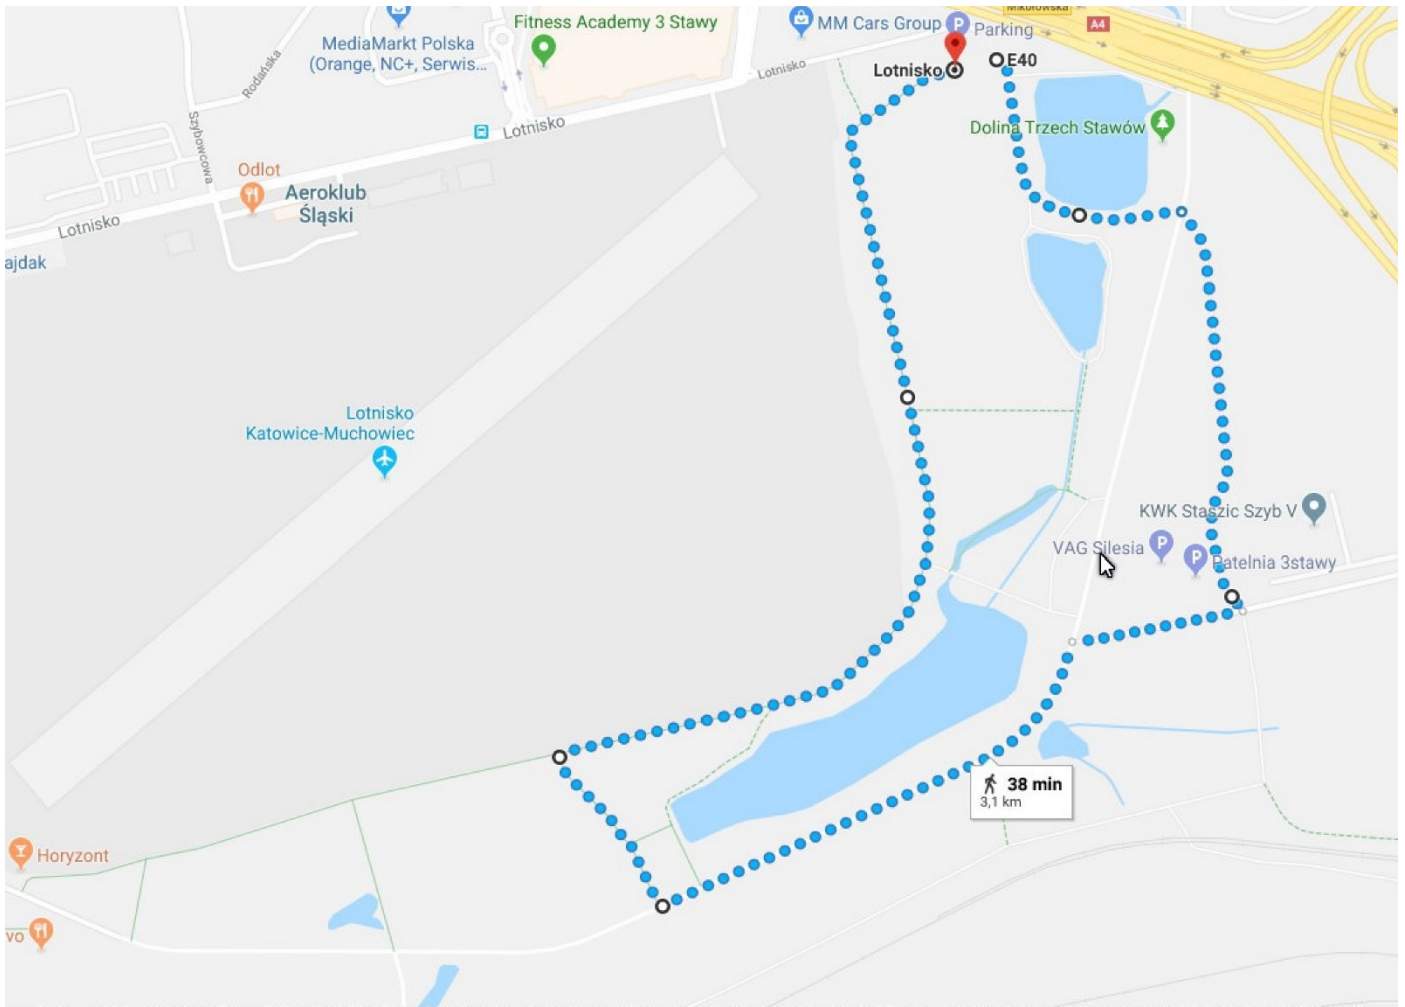 Mikołowska
Fitness Academy 3 Stawy
MM Cars Group
P
Parking
A4
MediaMarkt Polska
(Orange, NC+, Serwis...
Rodańska
Lotnisko
Lotnisko
E40
Szybowcowa
Lotnisko
Dolina Trzech Stawów
Odlot
Aeroklub
Śląski
Lotnisko
ajdak
Lotnisko
Katowice-Muchowiec
KWK Staszic Szyb V
VAG Silesia
P
P
Patelnia 3stawy
38 min
3,1 km
Horyzont
vo